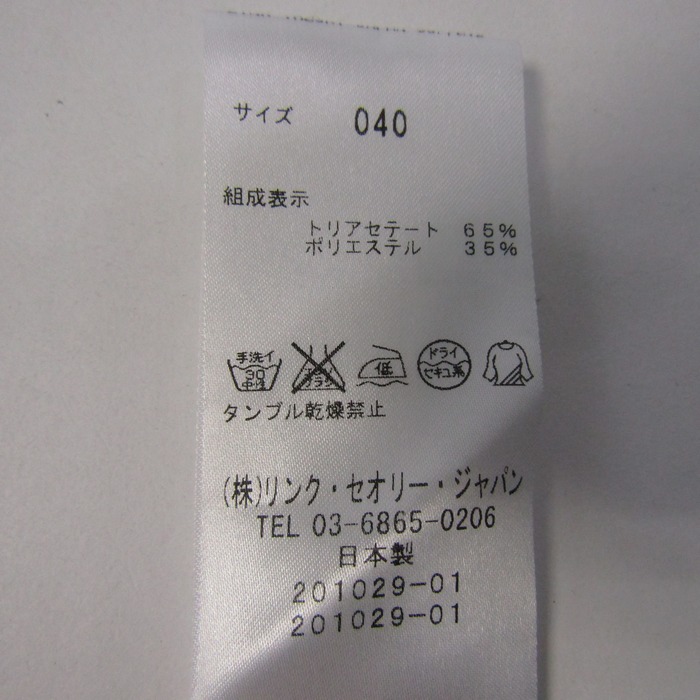 サイズ 040
組成表示
トリアセテート 65%
ポリエステル 35%
手洗イ 30 中性 低 ドライ セキユ系
タンブル乾燥禁止
(株)リンク・セオリー・ジャパン
TEL 03-6865-0206
日本製
201029-01
201029-01